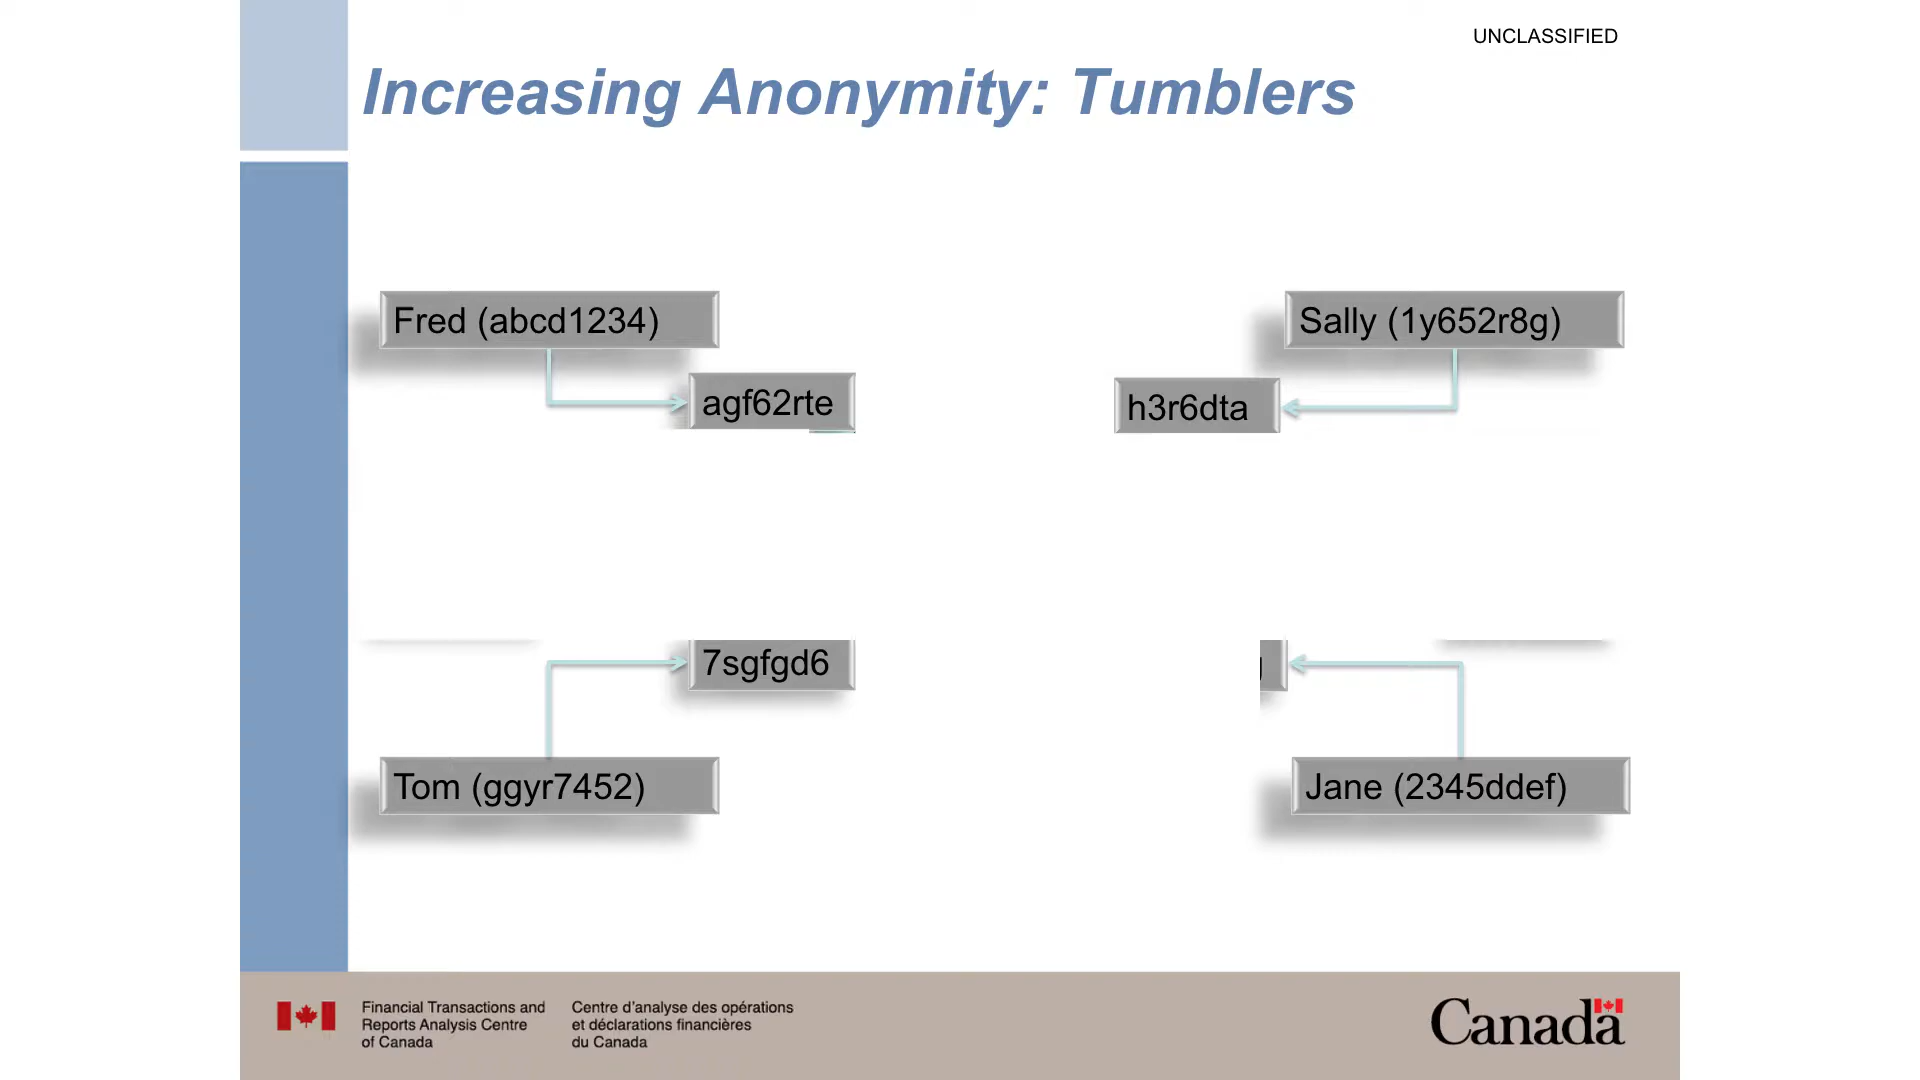 UNCLASSIFIED
Increasing Anonymity: Tumblers
Fred (abcd1234)
Sally (1y652r8g)
agf62rte
h3r6dta
7sgfgd6
Tom (ggyr7452)
Jane (2345ddef)
Financial Transactions and
Reports Analysis Centre
of Canada
Centre d'analyse des opérations
et déclarations financières
du Canada
Canada